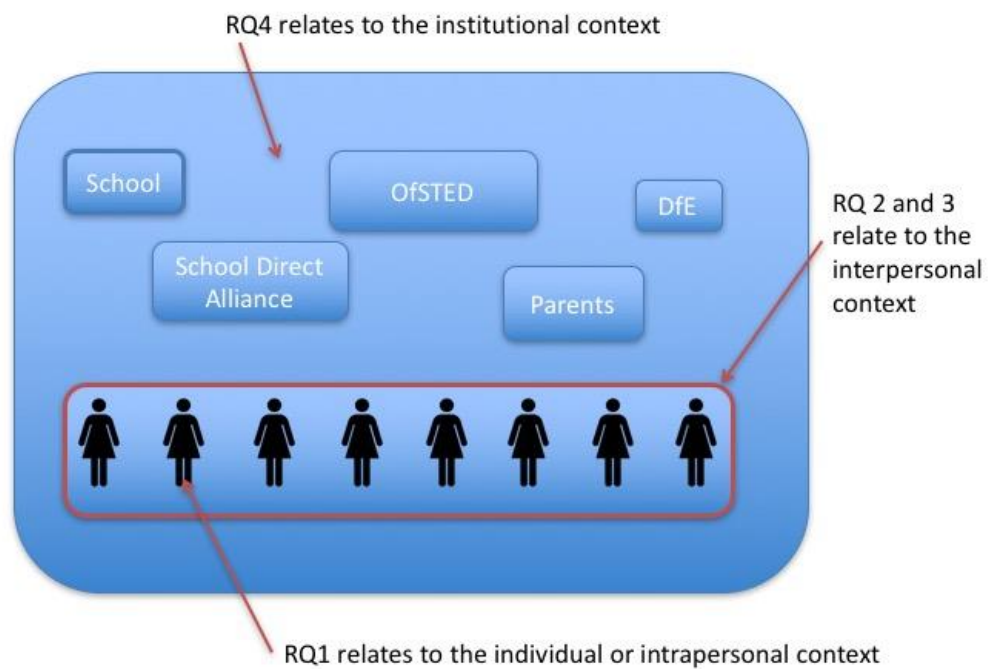 RQ4 relates to the institutional context
School
OfSTED
DfE
School Direct
Alliance
Parents
RQ 2 and 3
relate to the
interpersonal
context
RQ1 relates to the individual or intrapersonal context